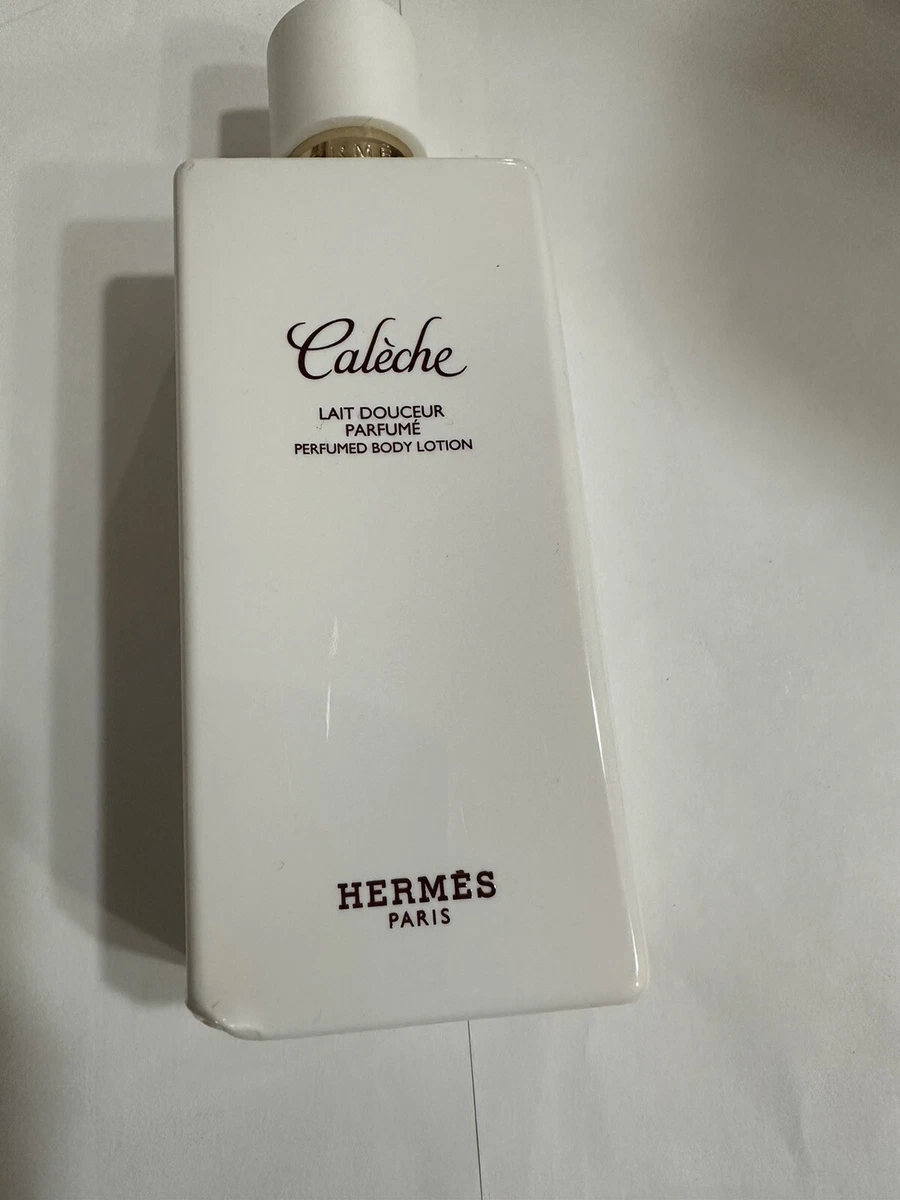 Calèche
LAIT DOUCEUR
PARFUMÉ
PERFUMED BODY LOTION
HERMÈS
PARIS